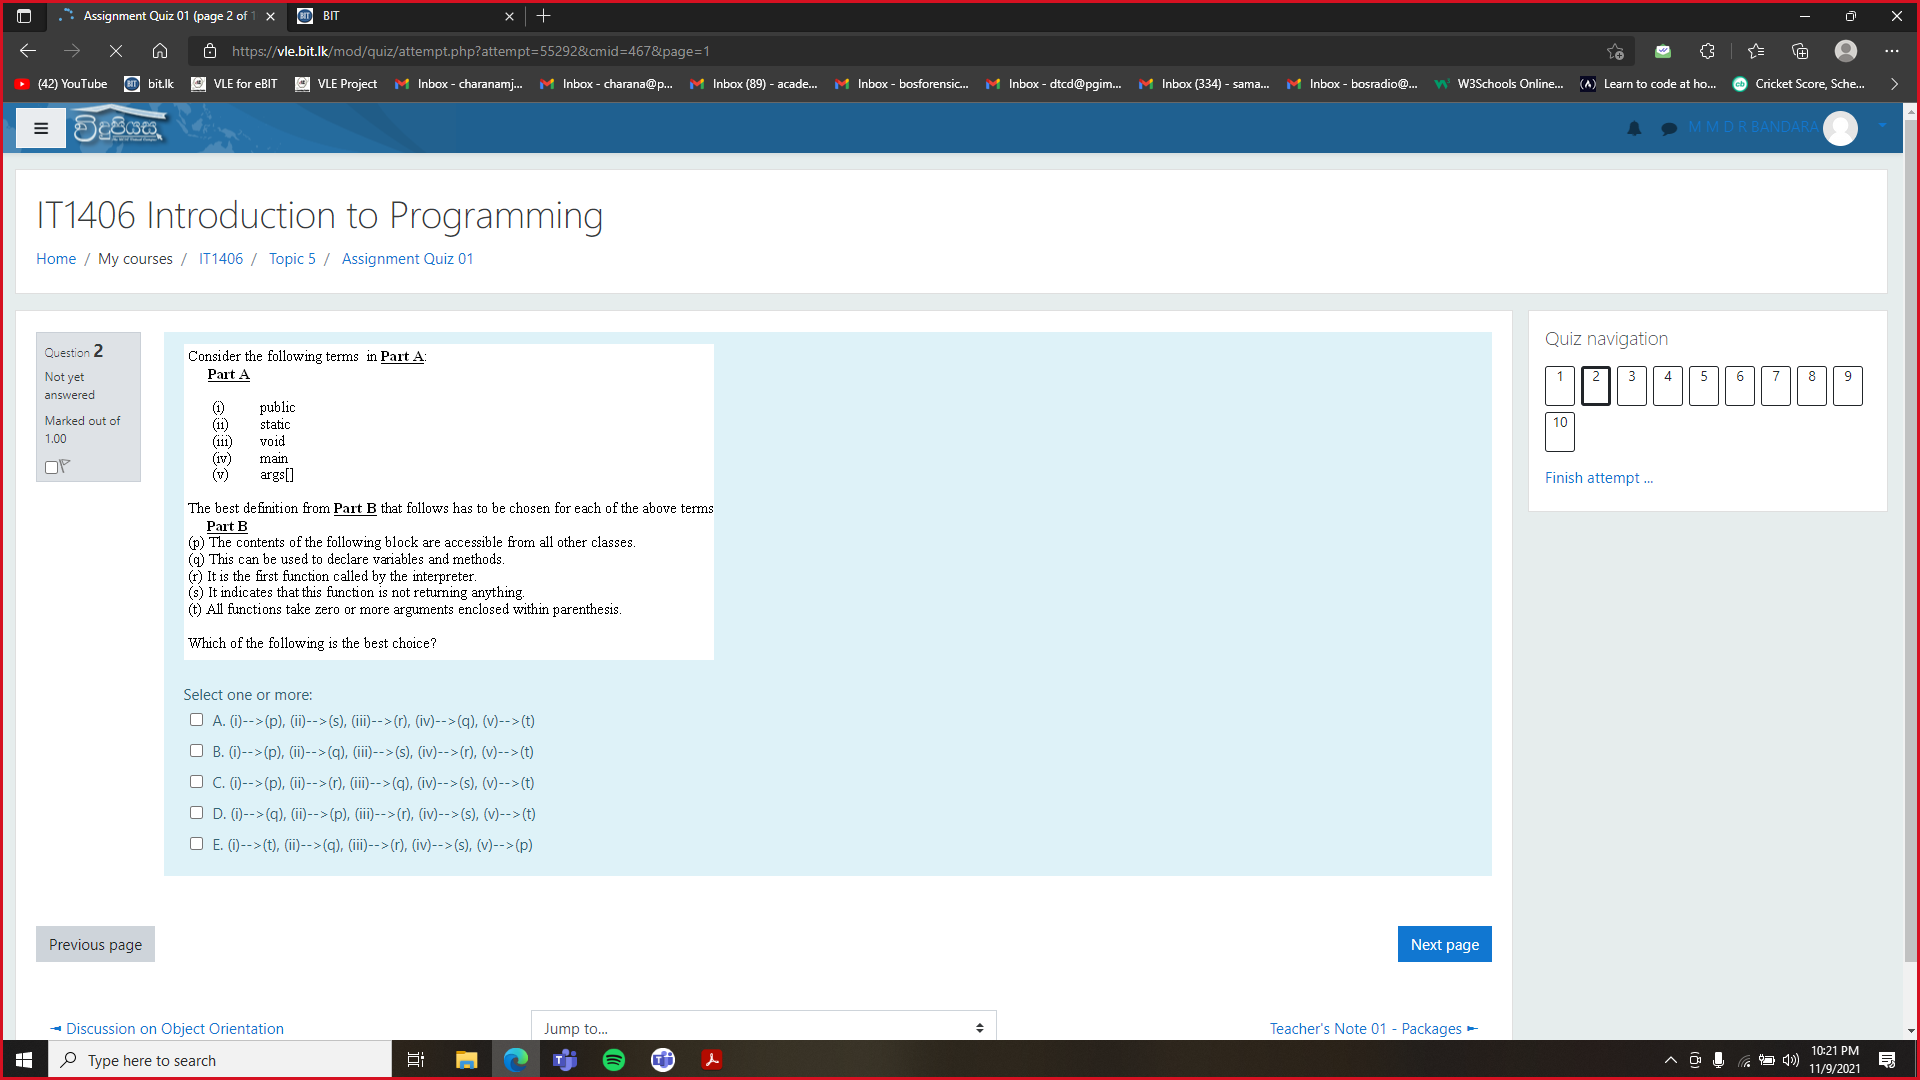 Assignment Quiz 01 (page 2 of 1
BIT
BIT
https://vle.bit.lk/mod/quiz/attempt.php?attempt=55292&cmid=467&page=1
(42) YouTube
BIT
bit.lk
VLE for eBIT
VLE Project
Inbox - charanamj...
Inbox - charana@p...
Inbox (89) - acade...
Inbox - bosforensic...
Inbox - dtcd@pgim...
Inbox (334) - sama...
Inbox - bosradio@...
W3Schools Online...
Learn to code at ho...
Cricket Score, Sche...
විදුපියස
M M D R BANDARA
IT1406 Introduction to Programming
Home / My courses / IT1406 / Topic 5 / Assignment Quiz 01
Question 2
Not yet
answered
Marked out of
1.00
Consider the following terms in Part A:
Part A
(i) public
(ii) static
(iii) void
(iv) main
(v) args[]
The best definition from Part B that follows has to be chosen for each of the above terms
Part B
(p) The contents of the following block are accessible from all other classes.
(q) This can be used to declare variables and methods.
(r) It is the first function called by the interpreter.
(s) It indicates that this function is not returning anything.
(t) All functions take zero or more arguments enclosed within parenthesis.
Which of the following is the best choice?
Select one or more:
A. (i)-->(p), (ii)-->(s), (iii)-->(r), (iv)-->(q), (v)-->(t)
B. (i)-->(p), (ii)-->(q), (iii)-->(s), (iv)-->(r), (v)-->(t)
C. (i)-->(p), (ii)-->(r), (iii)-->(q), (iv)-->(s), (v)-->(t)
D. (i)-->(q), (ii)-->(p), (iii)-->(r), (iv)-->(s), (v)-->(t)
E. (i)-->(t), (ii)-->(q), (iii)-->(r), (iv)-->(s), (v)-->(p)
Quiz navigation
1 2 3 4 5 6 7 8 9
10
Finish attempt ...
Previous page
Next page
◄ Discussion on Object Orientation
Jump to...
Teacher's Note 01 - Packages ►
Type here to search
10:21 PM
11/9/2021